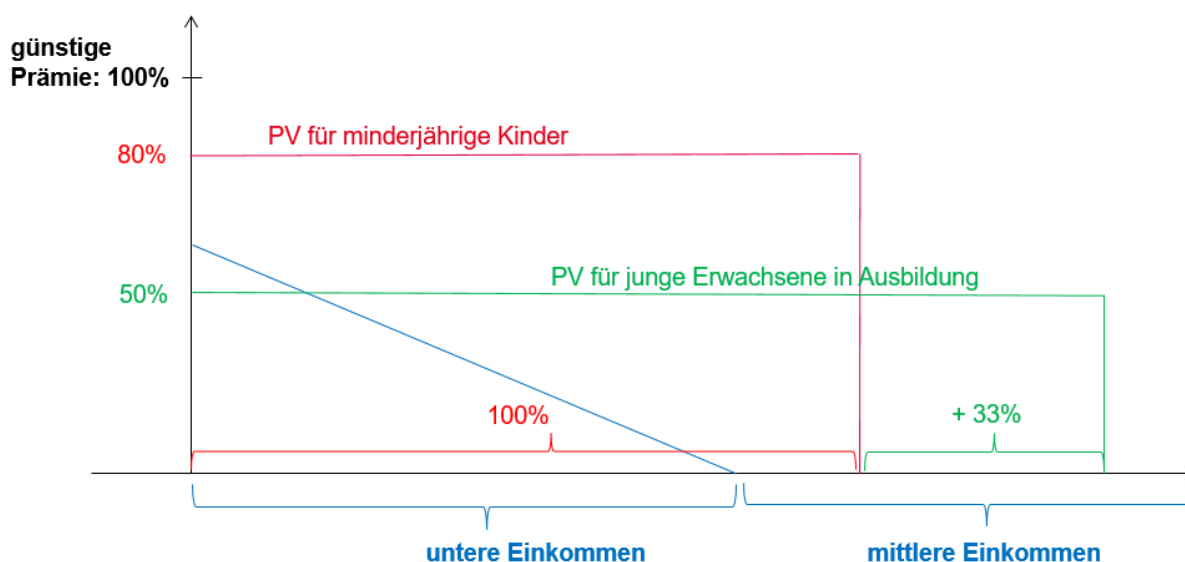 günstige
Prämie: 100%
PV für minderjährige Kinder
80%
PV für junge Erwachsene in Ausbildung
50%
100%
+ 33%
untere Einkommen
mittlere Einkommen